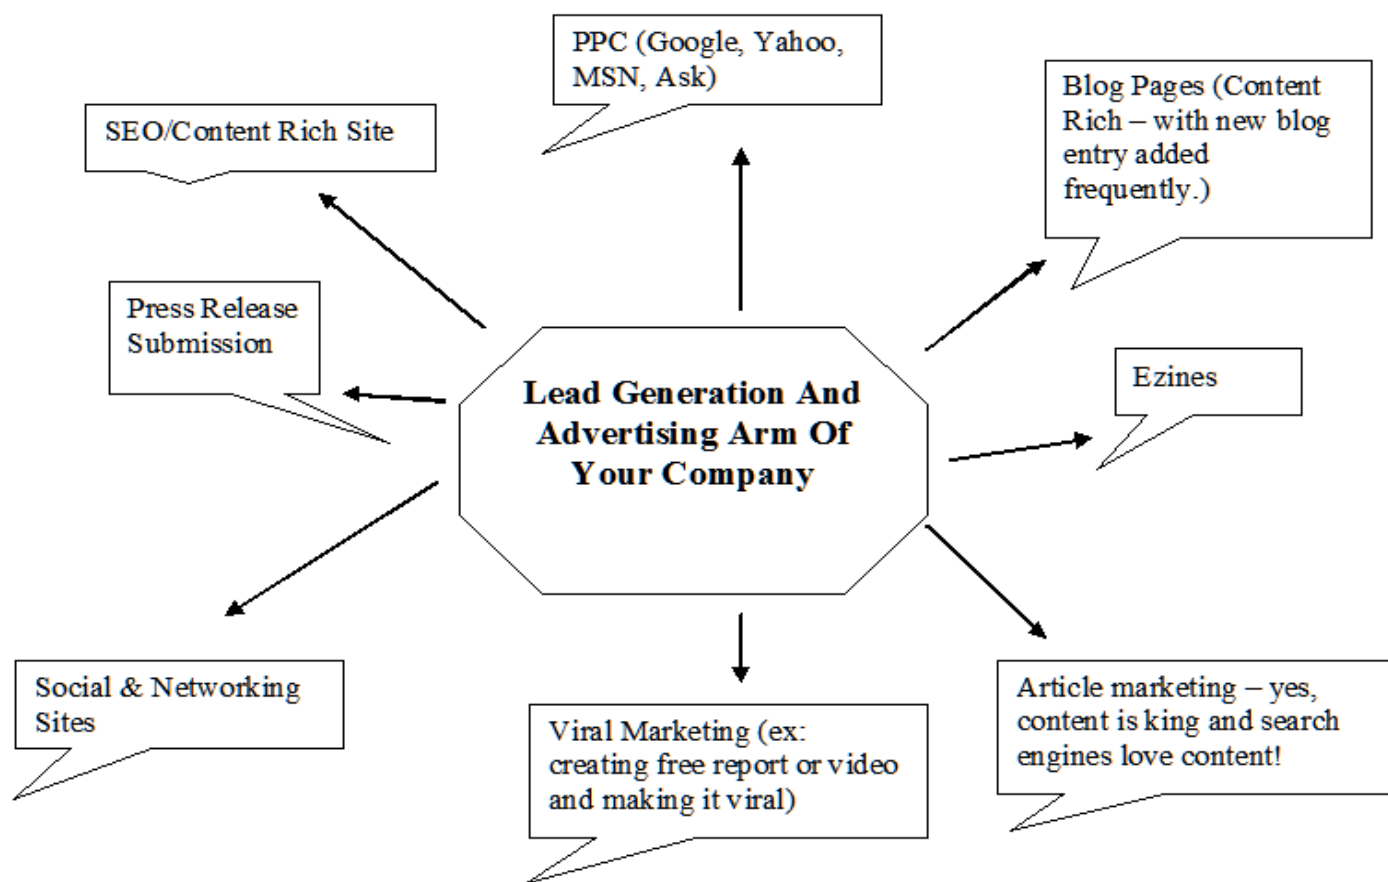 PPC (Google, Yahoo,
MSN, Ask)
Blog Pages (Content
Rich – with new blog
entry added
frequently.)
SEO/Content Rich Site
Press Release
Submission
Lead Generation And
Advertising Arm Of
Your Company
Ezines
Social & Networking
Sites
Viral Marketing (ex:
creating free report or video
and making it viral)
Article marketing – yes,
content is king and search
engines love content!